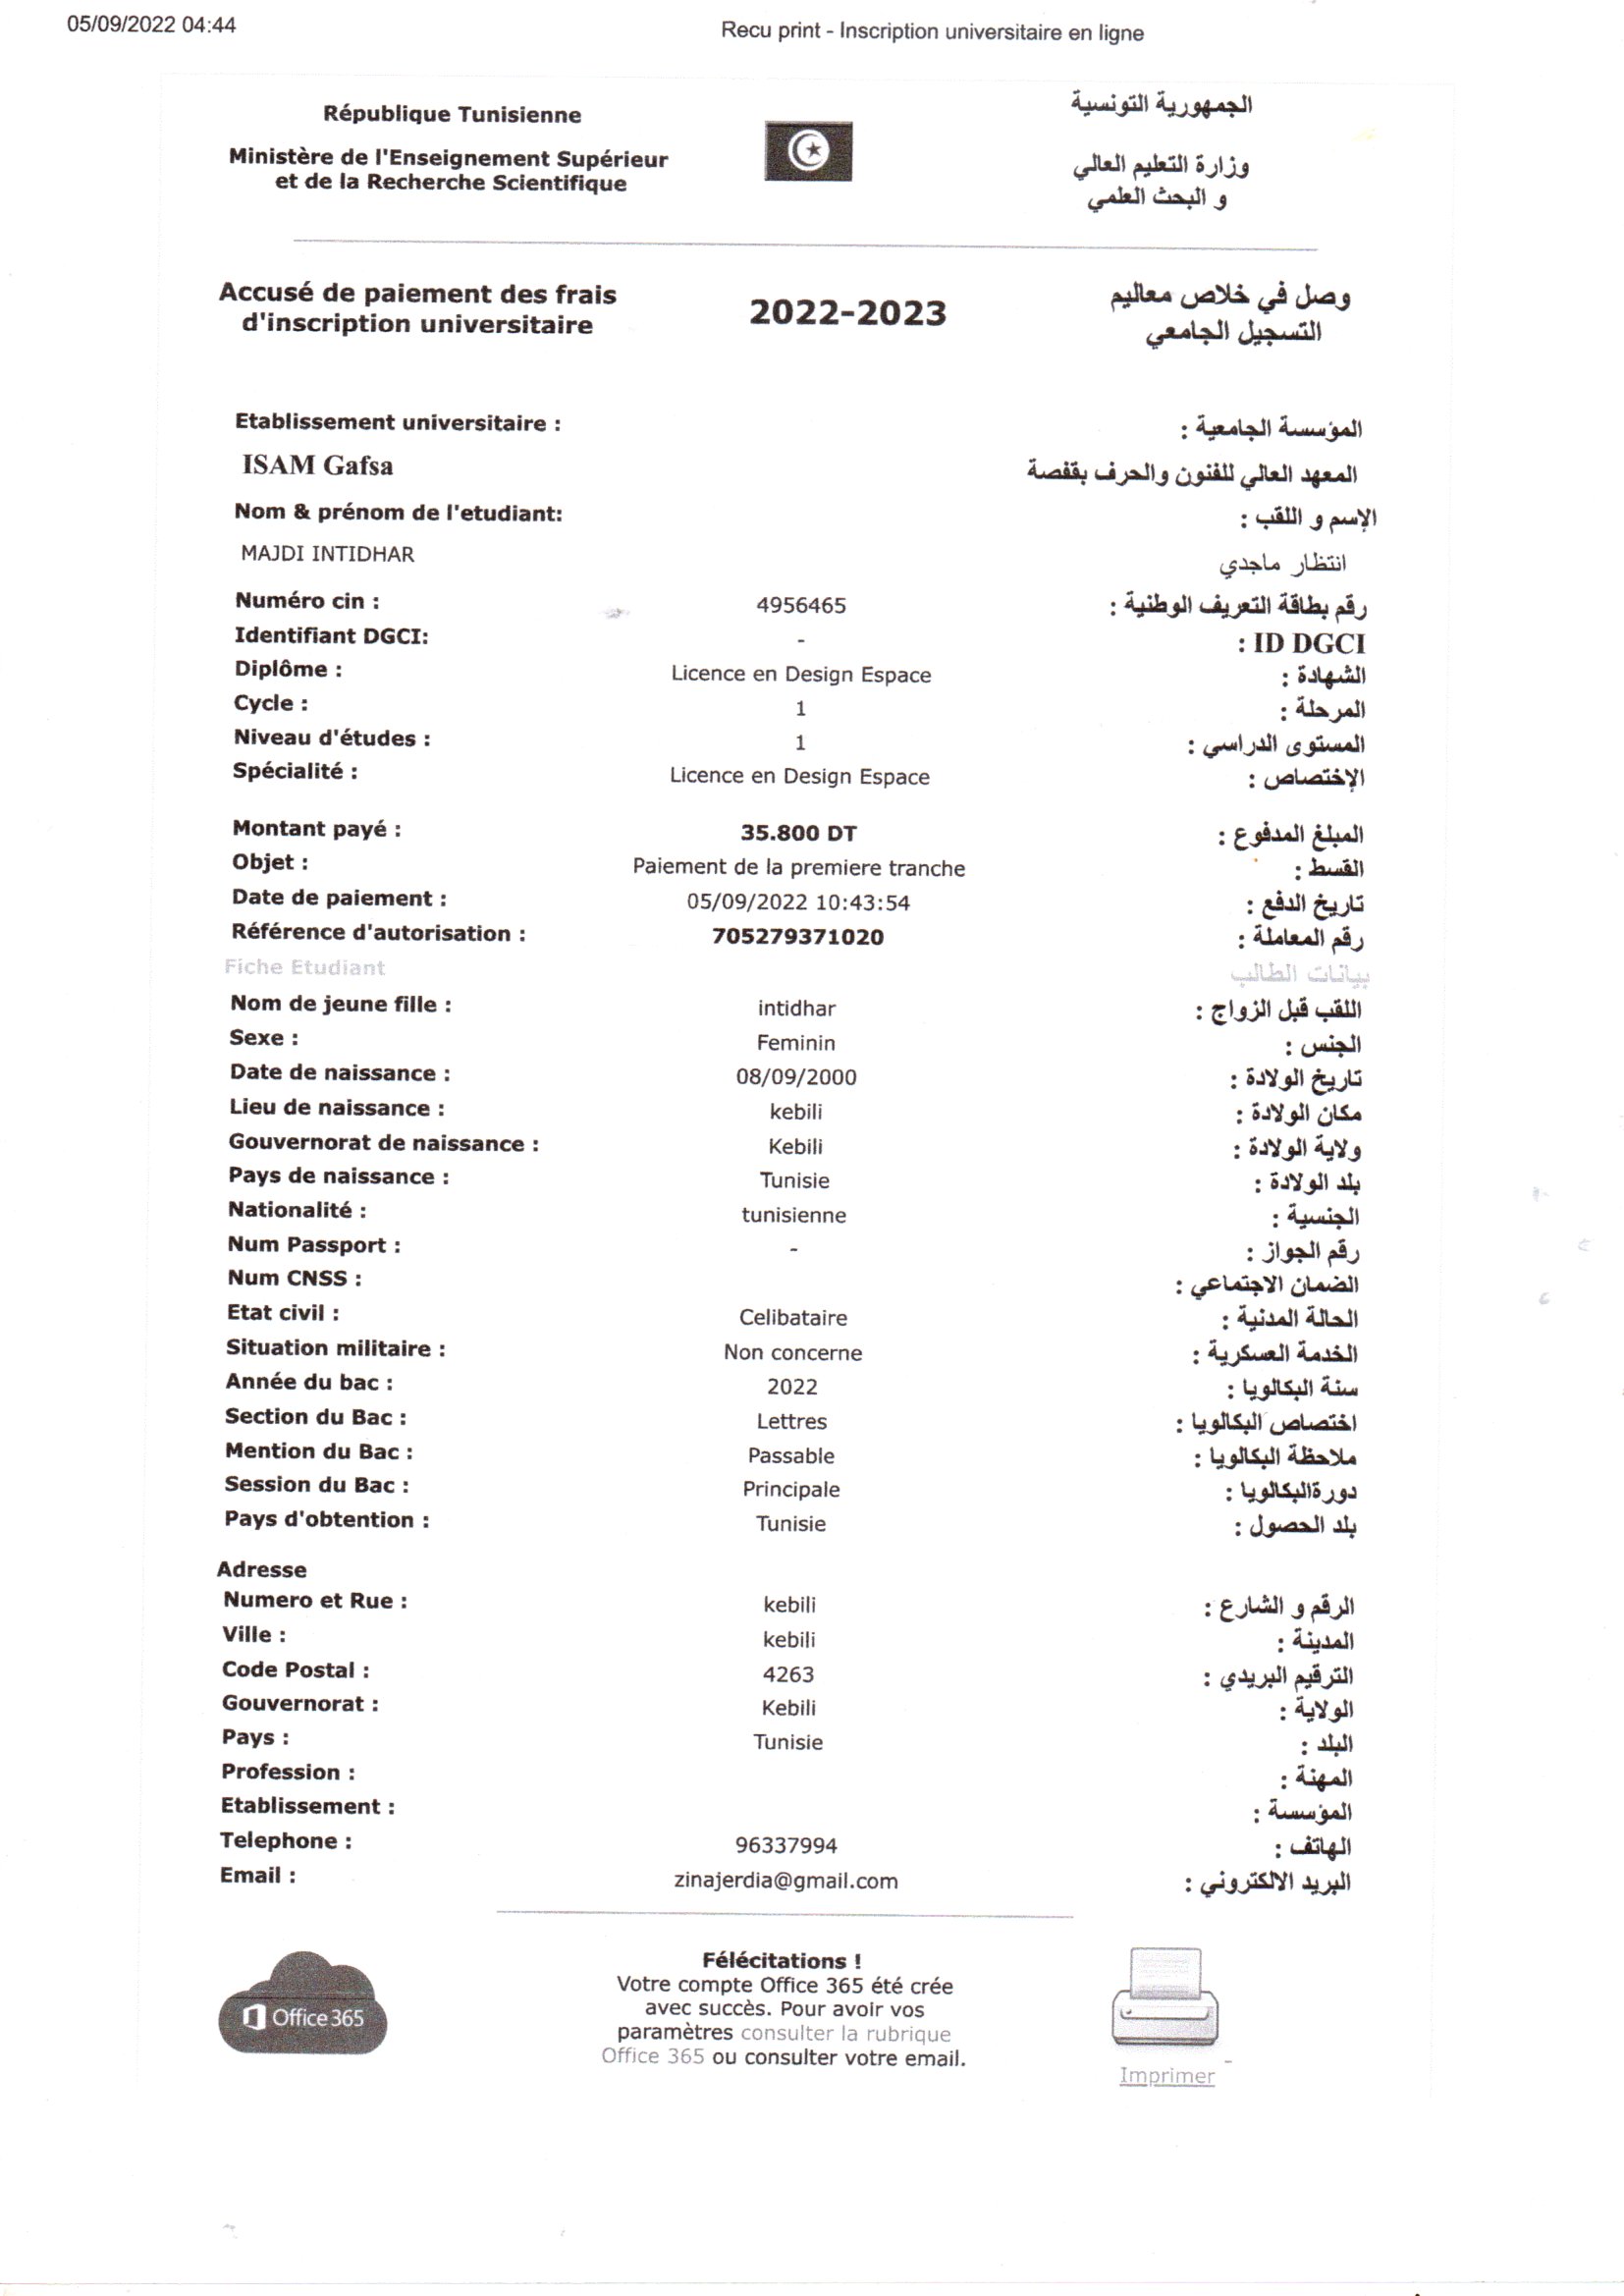 05/09/2022 04:44
Recu print - Inscription universitaire en ligne
République Tunisienne
الجمهورية التونسية
Ministère de l'Enseignement Supérieur
et de la Recherche Scientifique
وزارة التعليم العالي
و البحث العلمي
Accusé de paiement des frais
d'inscription universitaire
2022-2023
وصل في خلاص معاليم
التسجيل الجامعي
Etablissement universitaire : المؤسسة الجامعية :
ISAM Gafsa المعهد العالي للفنون والحرف بقفصة
Nom & prénom de l'etudiant: الإسم و اللقب :
MAJDI INTIDHAR انتظار ماجدي
Numéro cin : 4956465 رقم بطاقة التعريف الوطنية :
Identifiant DGCI: - ID DGCI :
Diplôme : Licence en Design Espace الشهادة :
Cycle : 1 المرحلة :
Niveau d'études : 1 المستوى الدراسي :
Spécialité : Licence en Design Espace الإختصاص :
Montant payé : 35.800 DT المبلغ المدفوع :
Objet : Paiement de la premiere tranche القسط :
Date de paiement : 05/09/2022 10:43:54 تاريخ الدفع :
Référence d'autorisation : 705279371020 رقم المعاملة :
Fiche Etudiant بيانات الطالب
Nom de jeune fille : intidhar اللقب قبل الزواج :
Sexe : Feminin الجنس :
Date de naissance : 08/09/2000 تاريخ الولادة :
Lieu de naissance : kebili مكان الولادة :
Gouvernorat de naissance : Kebili ولاية الولادة :
Pays de naissance : Tunisie بلد الولادة :
Nationalité : tunisienne الجنسية :
Num Passport : - رقم الجواز :
Num CNSS : الضمان الاجتماعي :
Etat civil : Celibataire الحالة المدنية :
Situation militaire : Non concerne الخدمة العسكرية :
Année du bac : 2022 سنة البكالويا :
Section du Bac : Lettres اختصاص البكالويا :
Mention du Bac : Passable ملاحظة البكالويا :
Session du Bac : Principale دورةالبكالويا :
Pays d'obtention : Tunisie بلد الحصول :
Adresse
Numero et Rue : kebili الرقم و الشارع :
Ville : kebili المدينة :
Code Postal : 4263 الترقيم البريدي :
Gouvernorat : Kebili الولاية :
Pays : Tunisie البلد :
Profession : المهنة :
Etablissement : المؤسسة :
Telephone : 96337994 الهاتف :
Email : zinajerdia@gmail.com البريد الالكتروني :
Office 365
Félécitations !
Votre compte Office 365 été crée
avec succès. Pour avoir vos
paramètres consulter la rubrique
Office 365 ou consulter votre email.
Imprimer